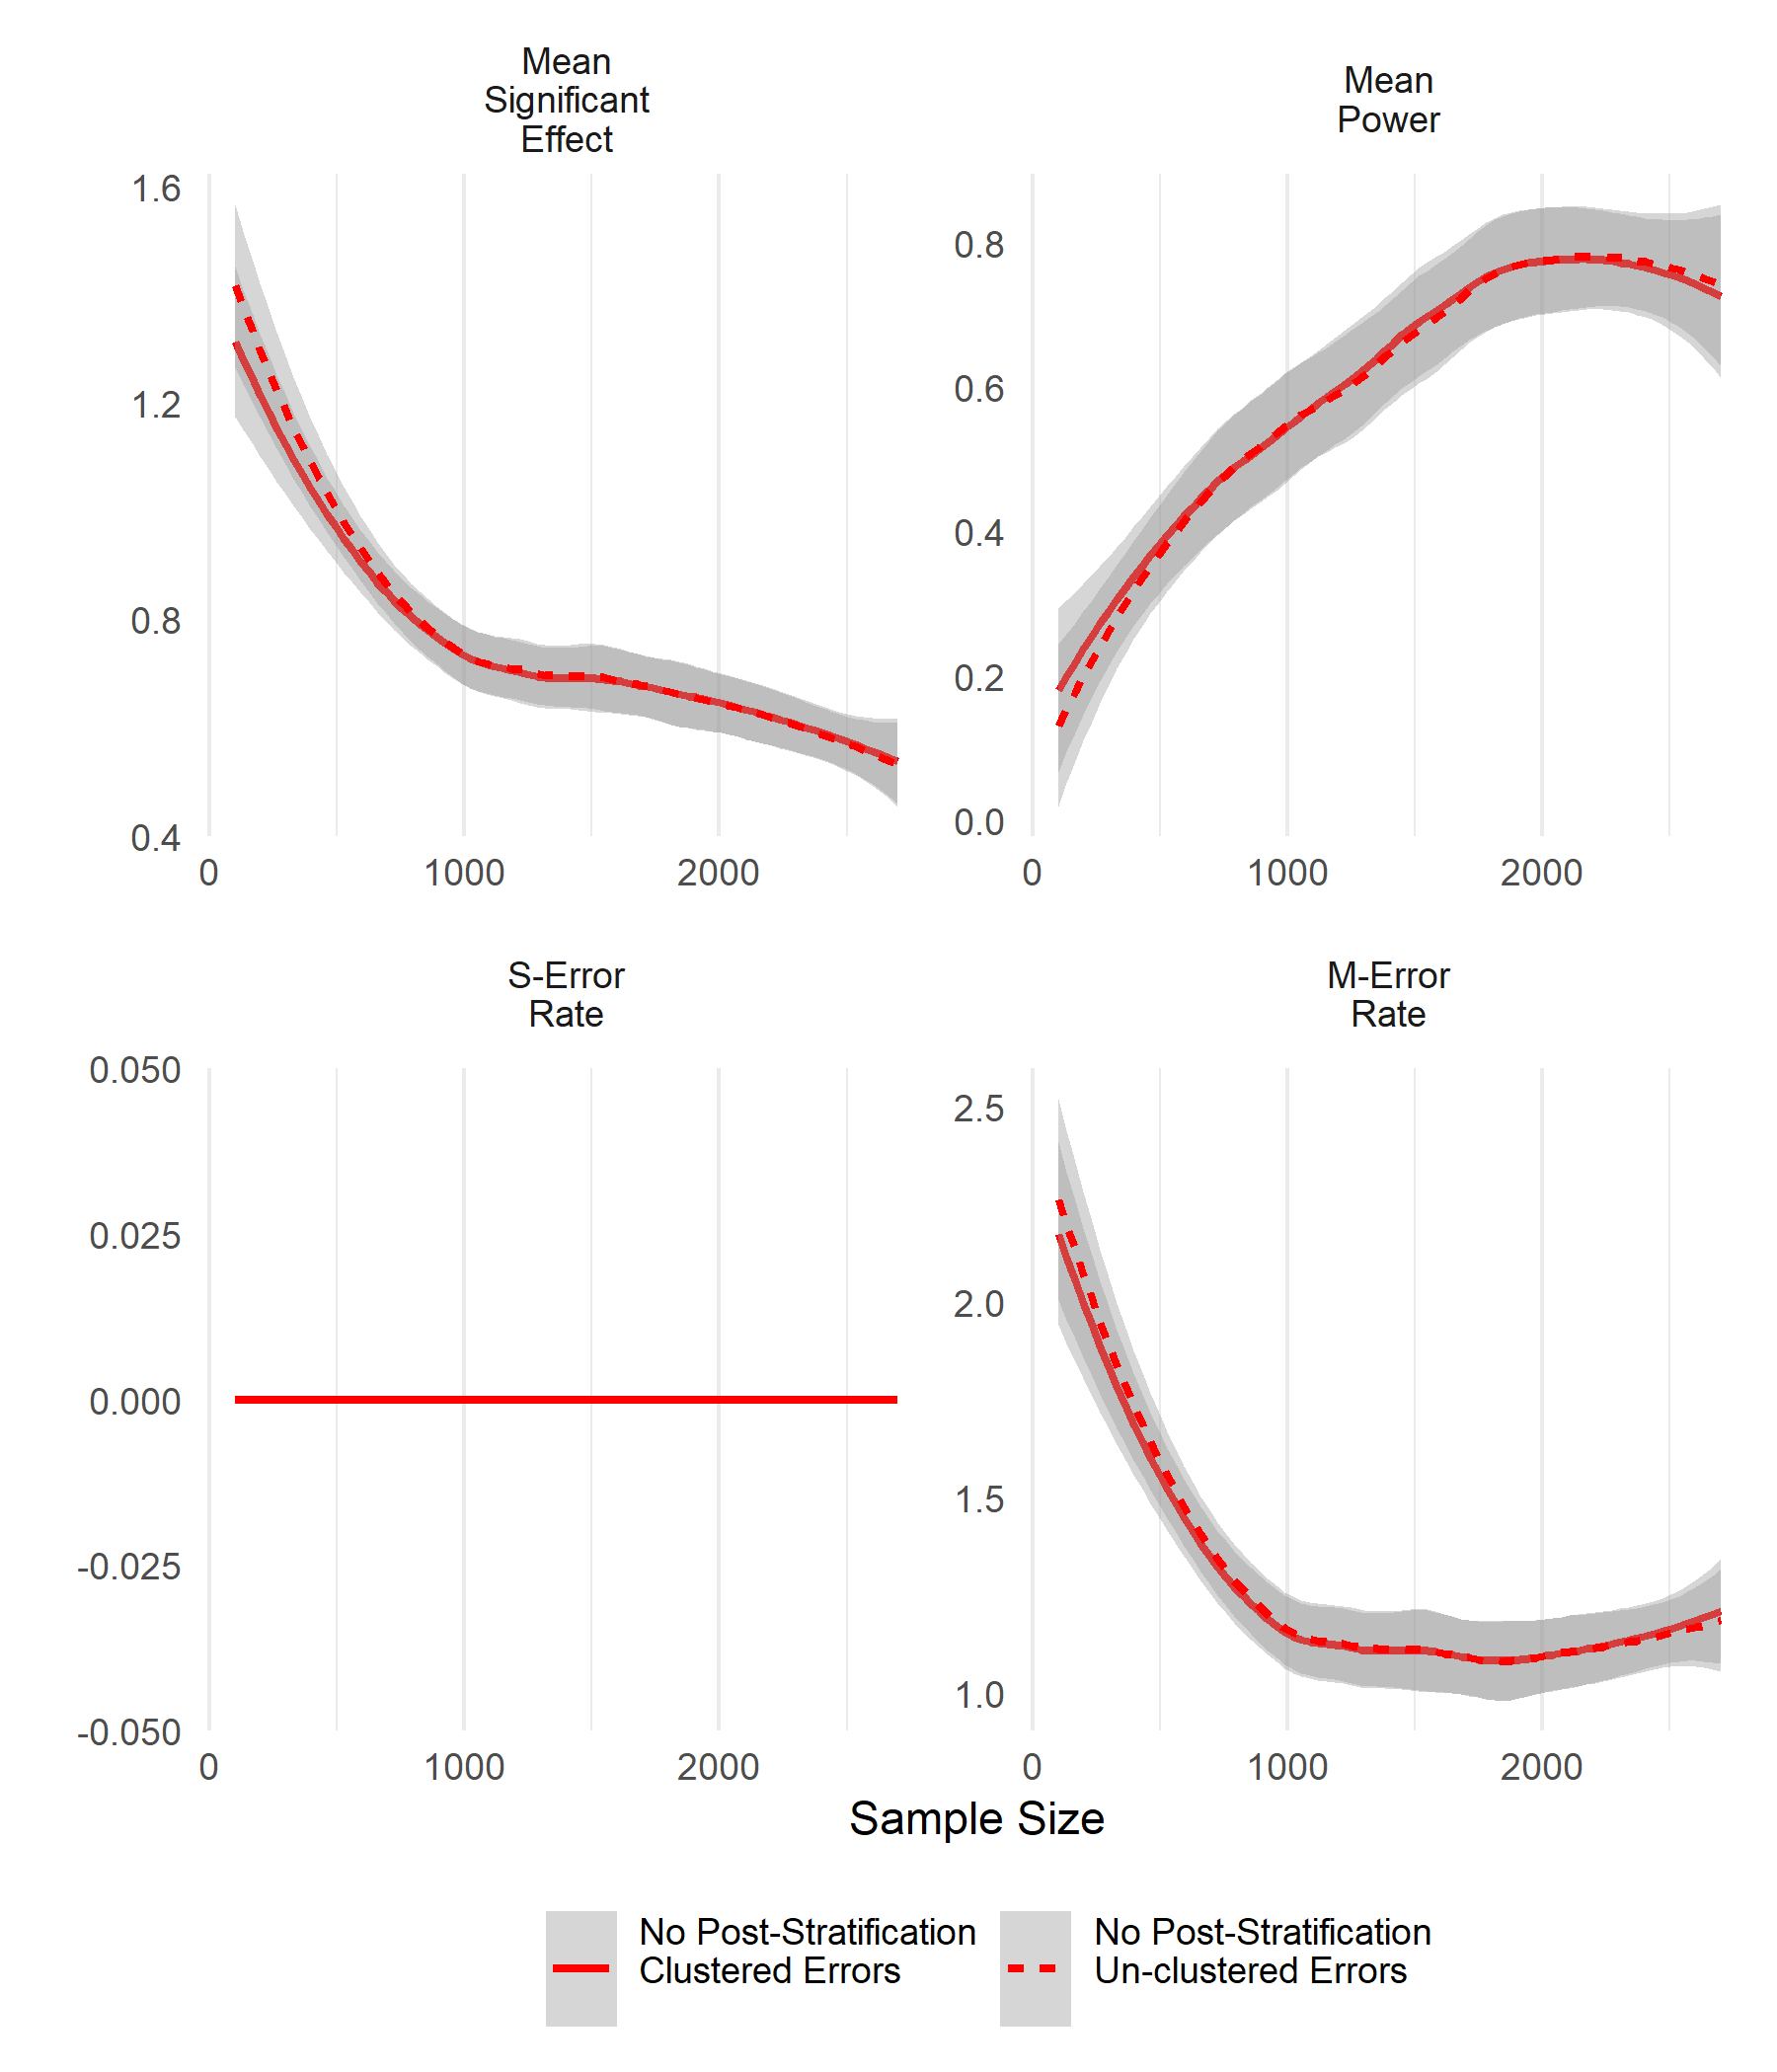 Mean
Significant
Effect
Mean
Power
1.6
1.2
0.8
0.4
0.8
0.6
0.4
0.2
0.0
0 1000 2000
0 1000 2000
S-Error
Rate
M-Error
Rate
0.050
0.025
0.000
-0.025
-0.050
2.5
2.0
1.5
1.0
0 1000 2000
0 1000 2000
Sample Size
No Post-Stratification
Clustered Errors
No Post-Stratification
Un-clustered Errors